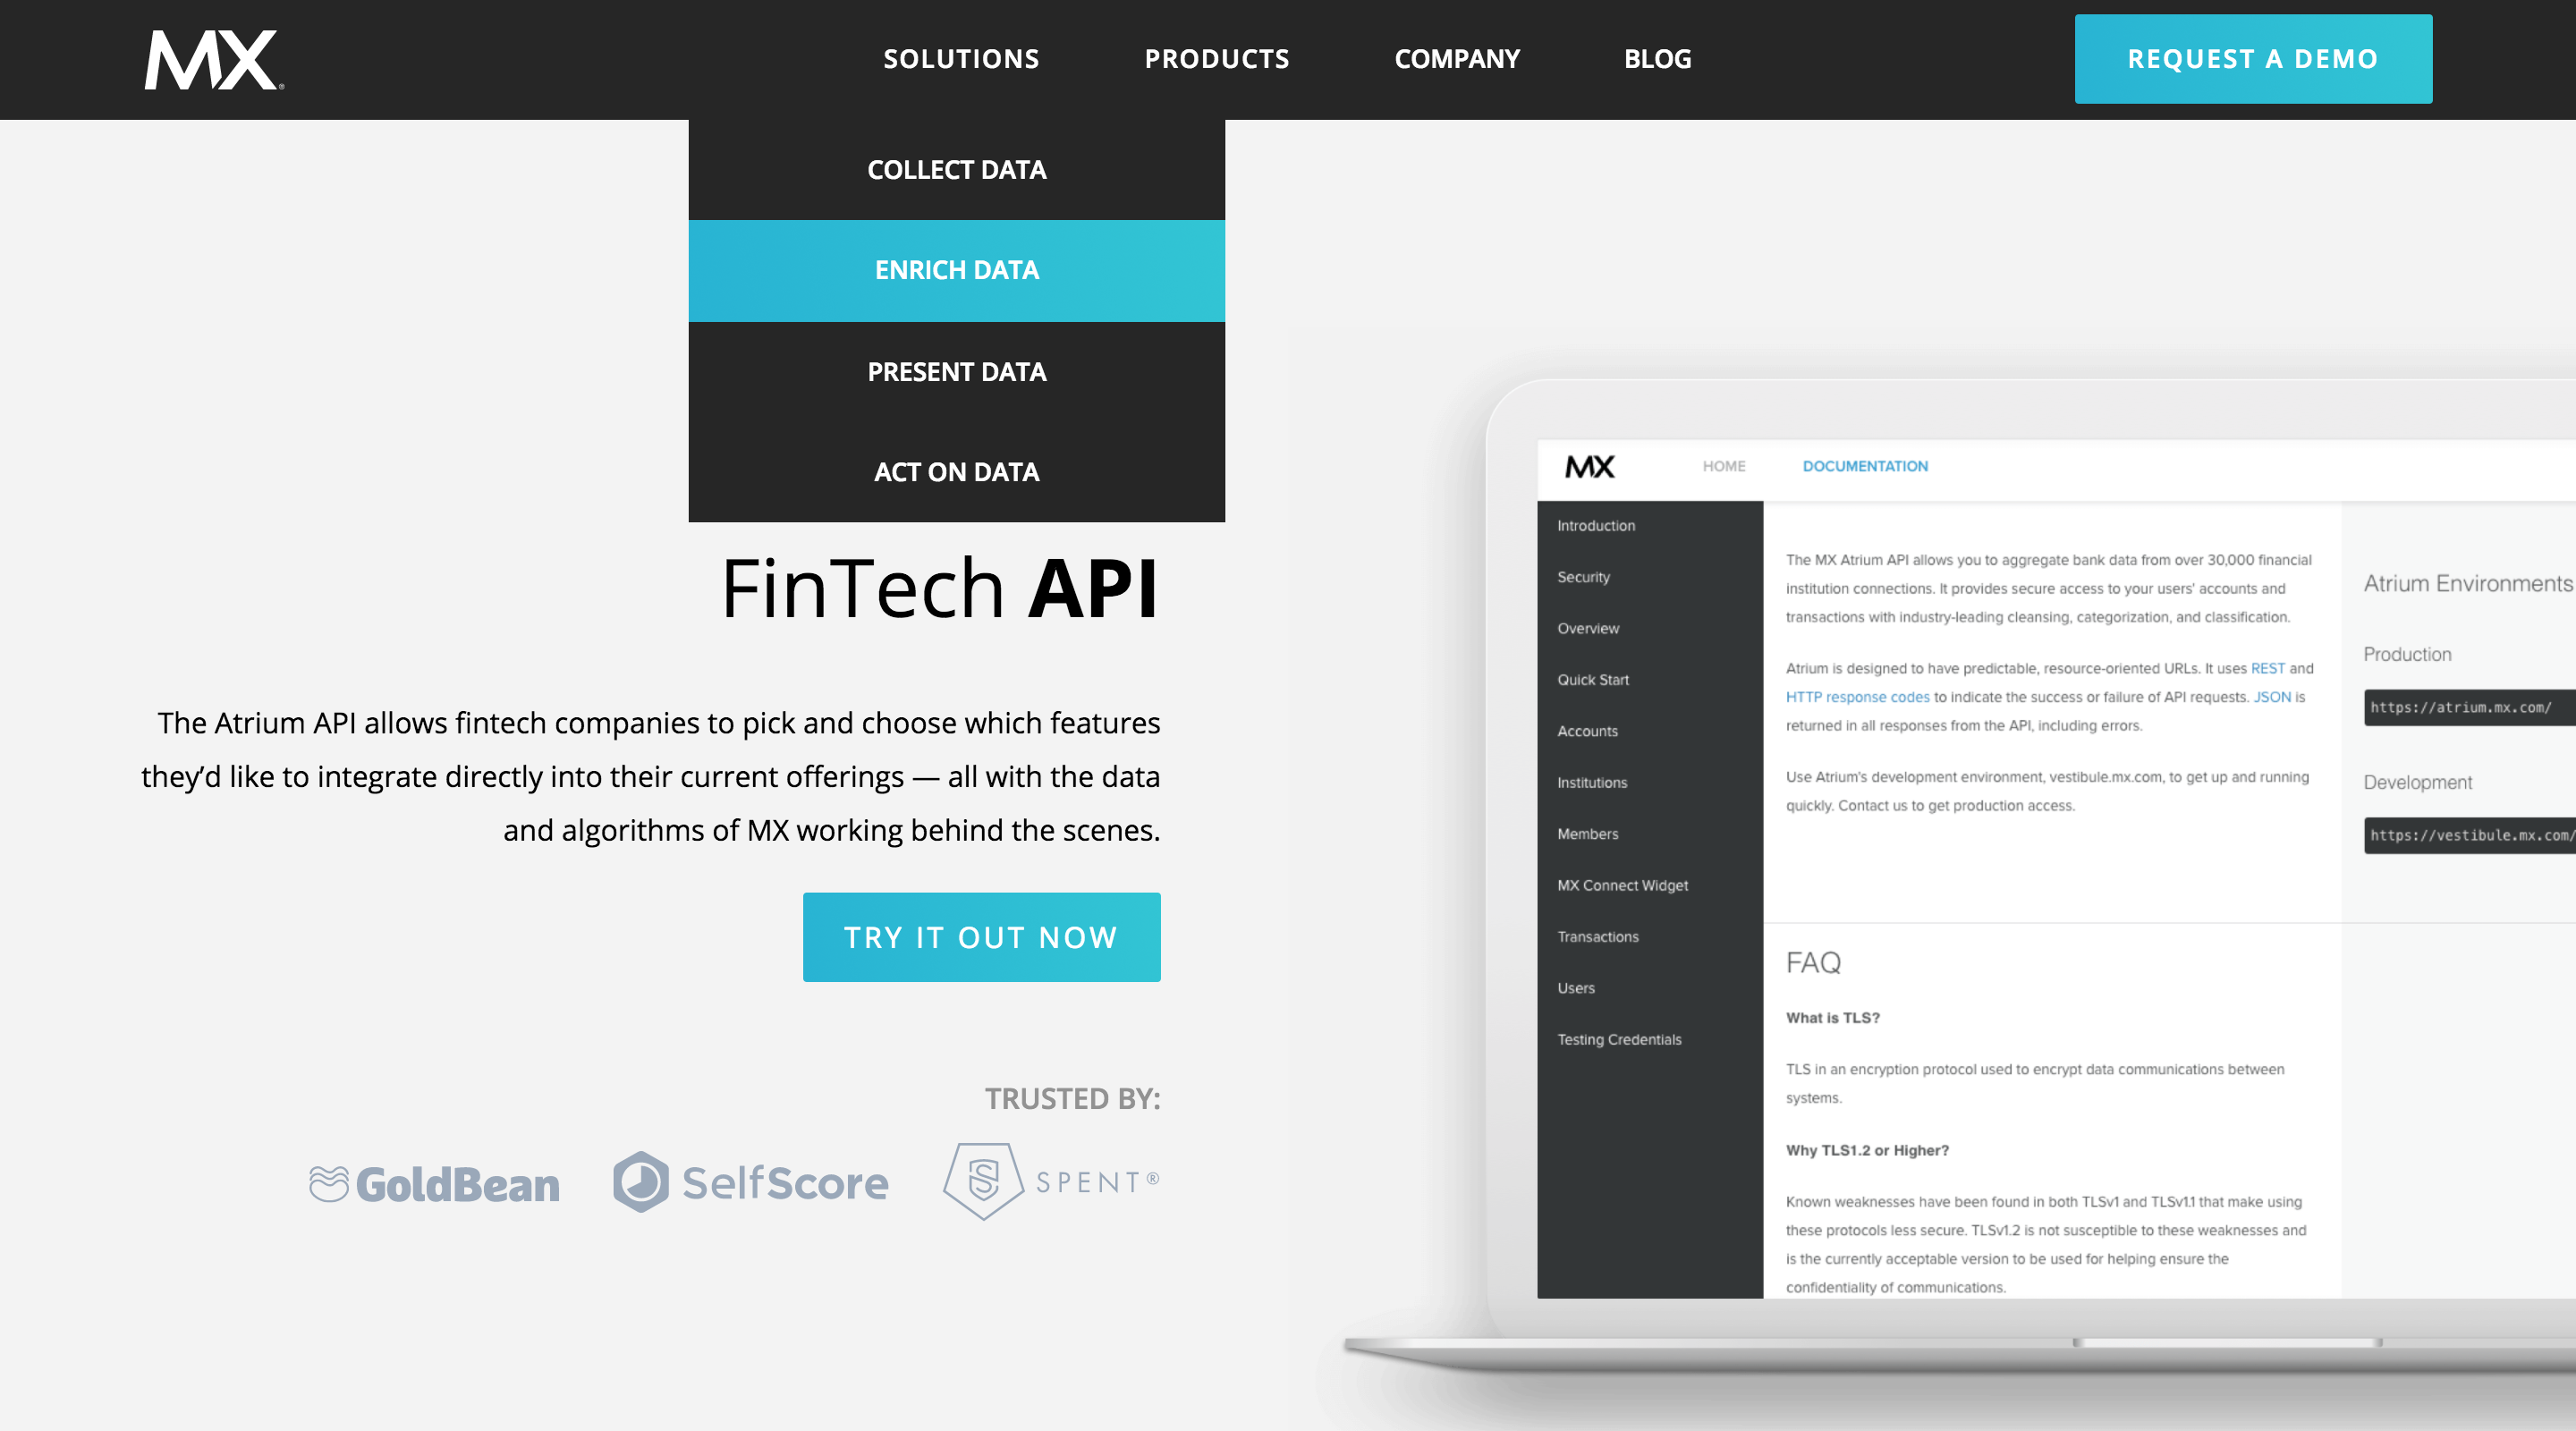 MX®
SOLUTIONS
PRODUCTS
COMPANY
BLOG
REQUEST A DEMO
COLLECT DATA
ENRICH DATA
PRESENT DATA
ACT ON DATA
FinTech API
The Atrium API allows fintech companies to pick and choose which features
they’d like to integrate directly into their current offerings — all with the data
and algorithms of MX working behind the scenes.
TRY IT OUT NOW
TRUSTED BY:
GoldBean
SelfScore
SPENT®
MX
HOME
DOCUMENTATION
Introduction
Security
Overview
Quick Start
Accounts
Institutions
Members
MX Connect Widget
Transactions
Users
Testing Credentials
The MX Atrium API allows you to aggregate bank data from over 30,000 financial
institution connections. It provides secure access to your users' accounts and
transactions with industry-leading cleansing, categorization, and classification.
Atrium is designed to have predictable, resource-oriented URLs. It uses REST and
HTTP response codes to indicate the success or failure of API requests. JSON is
returned in all responses from the API, including errors.
Use Atrium's development environment, vestibule.mx.com, to get up and running
quickly. Contact us to get production access.
FAQ
What is TLS?
TLS in an encryption protocol used to encrypt data communications between
systems.
Why TLS1.2 or Higher?
Known weaknesses have been found in both TLSv1 and TLSv1.1 that make using
these protocols less secure. TLSv1.2 is not susceptible to these weaknesses and
is the currently acceptable version to be used for helping ensure the
confidentiality of communications.
Atrium Environments
Production
https://atrium.mx.com/
Development
https://vestibule.mx.com/